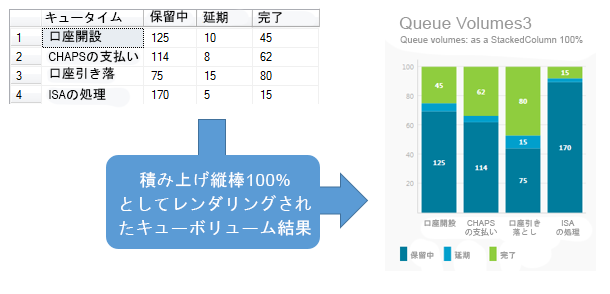 キュータイム 保留中 延期 完了
1 口座開設 125 10 45
2 CHAPSの支払い 114 8 62
3 口座引き落 75 15 80
4 ISAの処理 170 5 15
積み上げ縦棒100%
としてレンダリングされ
たキューボリューム結果
Queue Volumes3
Queue volumes: as a StackedColumn 100%
100
80
60
40
20
45
125
62
114
80
15
75
15
170
口座開設
CHAPS
の支払い
口座引き
落とし
ISA
の処理
保留中 延期 完了